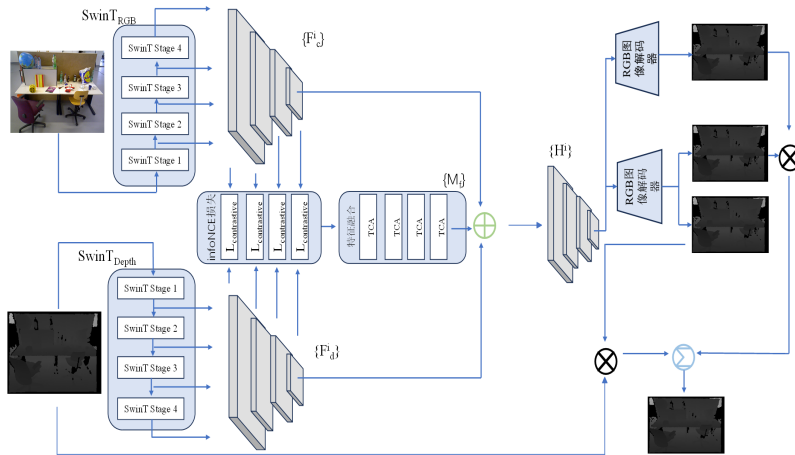 SwinT_RGB
SwinT Stage 4
SwinT Stage 3
SwinT Stage 2
SwinT Stage 1
{F^i_c}
infoNCE损失
L_contrastive
L_contrastive
L_contrastive
L_contrastive
{M_i}
特征融合
TCA
TCA
TCA
TCA
{H^i}
RGB图
像解码
器
RGB图
像解码
器
SwinT_Depth
SwinT Stage 1
SwinT Stage 2
SwinT Stage 3
SwinT Stage 4
{F^i_d}
Σ